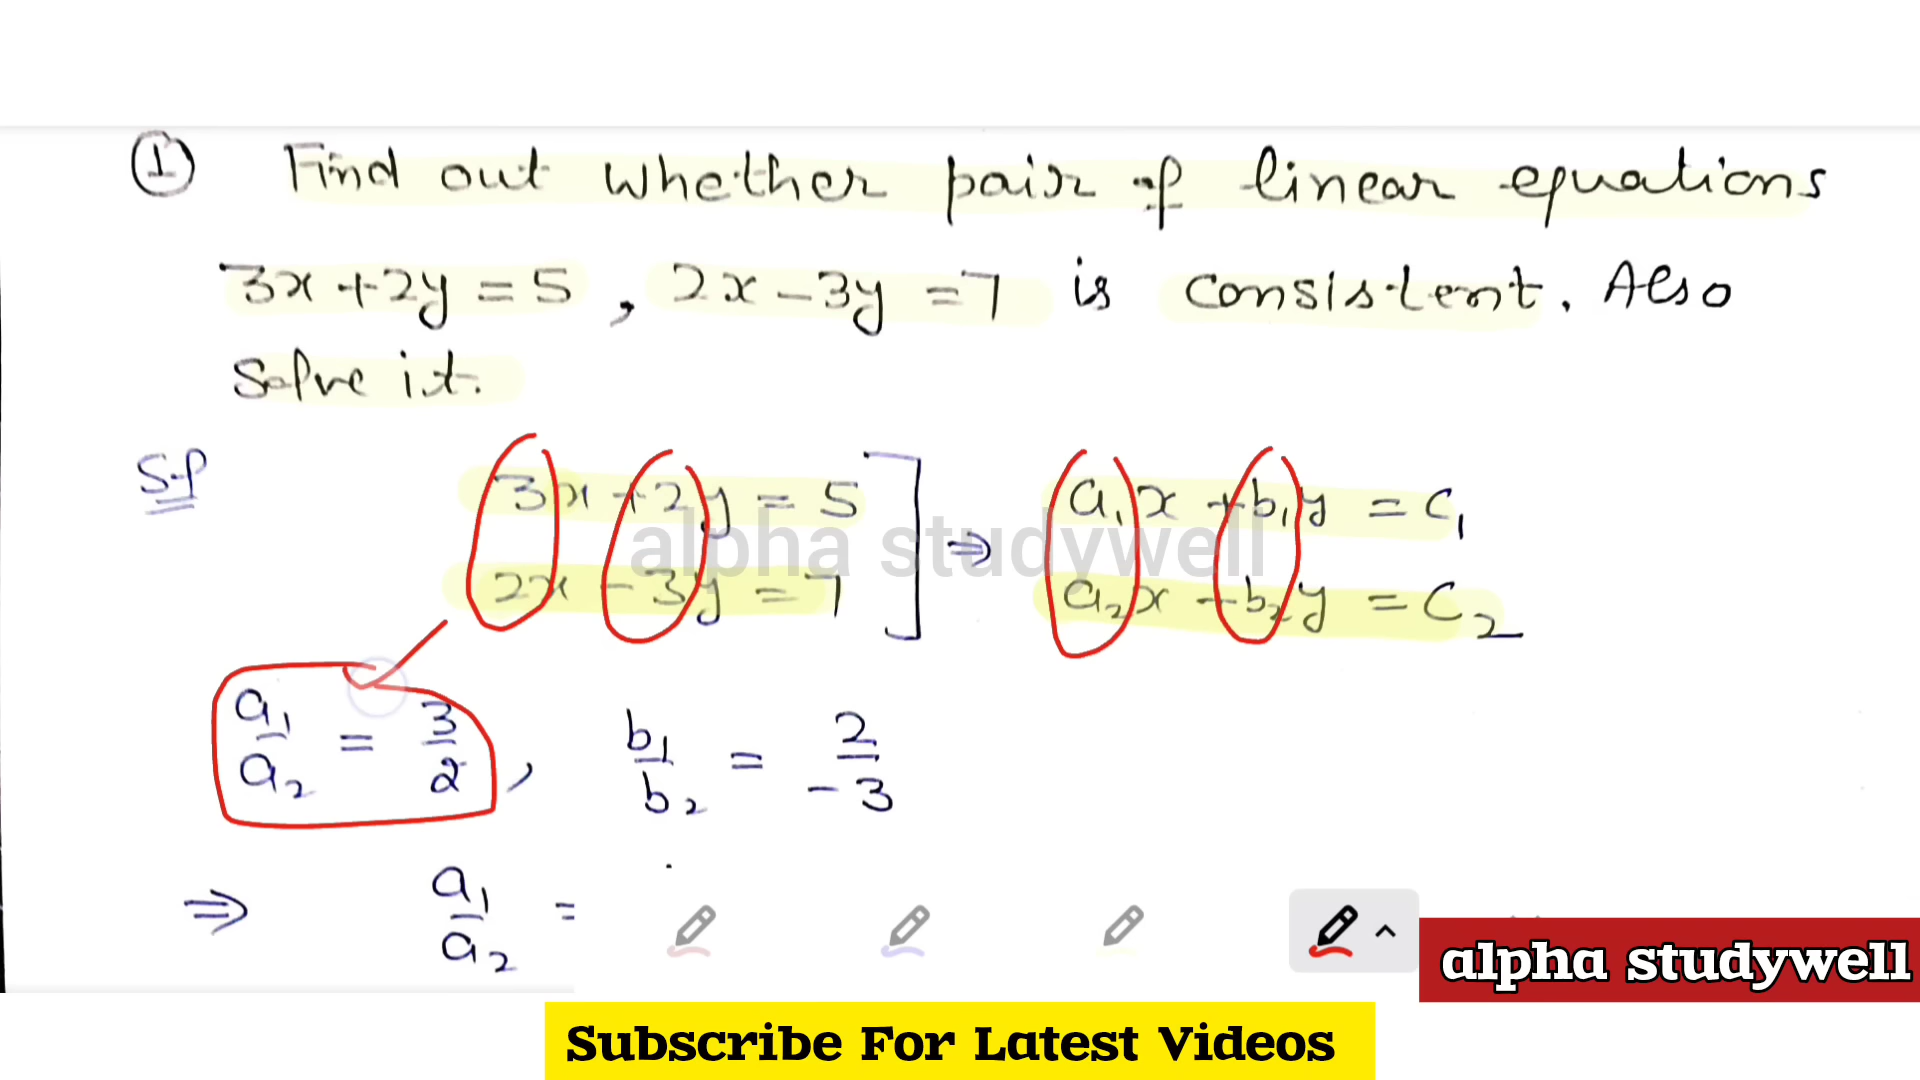 ① Find out whether pair of linear equations
3x+2y=5, 2x-3y=7 is consistent. Also
Solve it.
Sol
3x+2y=5
2x-3y=7 ] ⇒ a₁x+b₁y=c₁
a₂x+b₂y=c₂
alpha studywell
a₁/a₂ = 3/2, b₁/b₂ = 2/-3
⇒ a₁/a₂ =
alpha studywell
Subscribe For Latest Videos